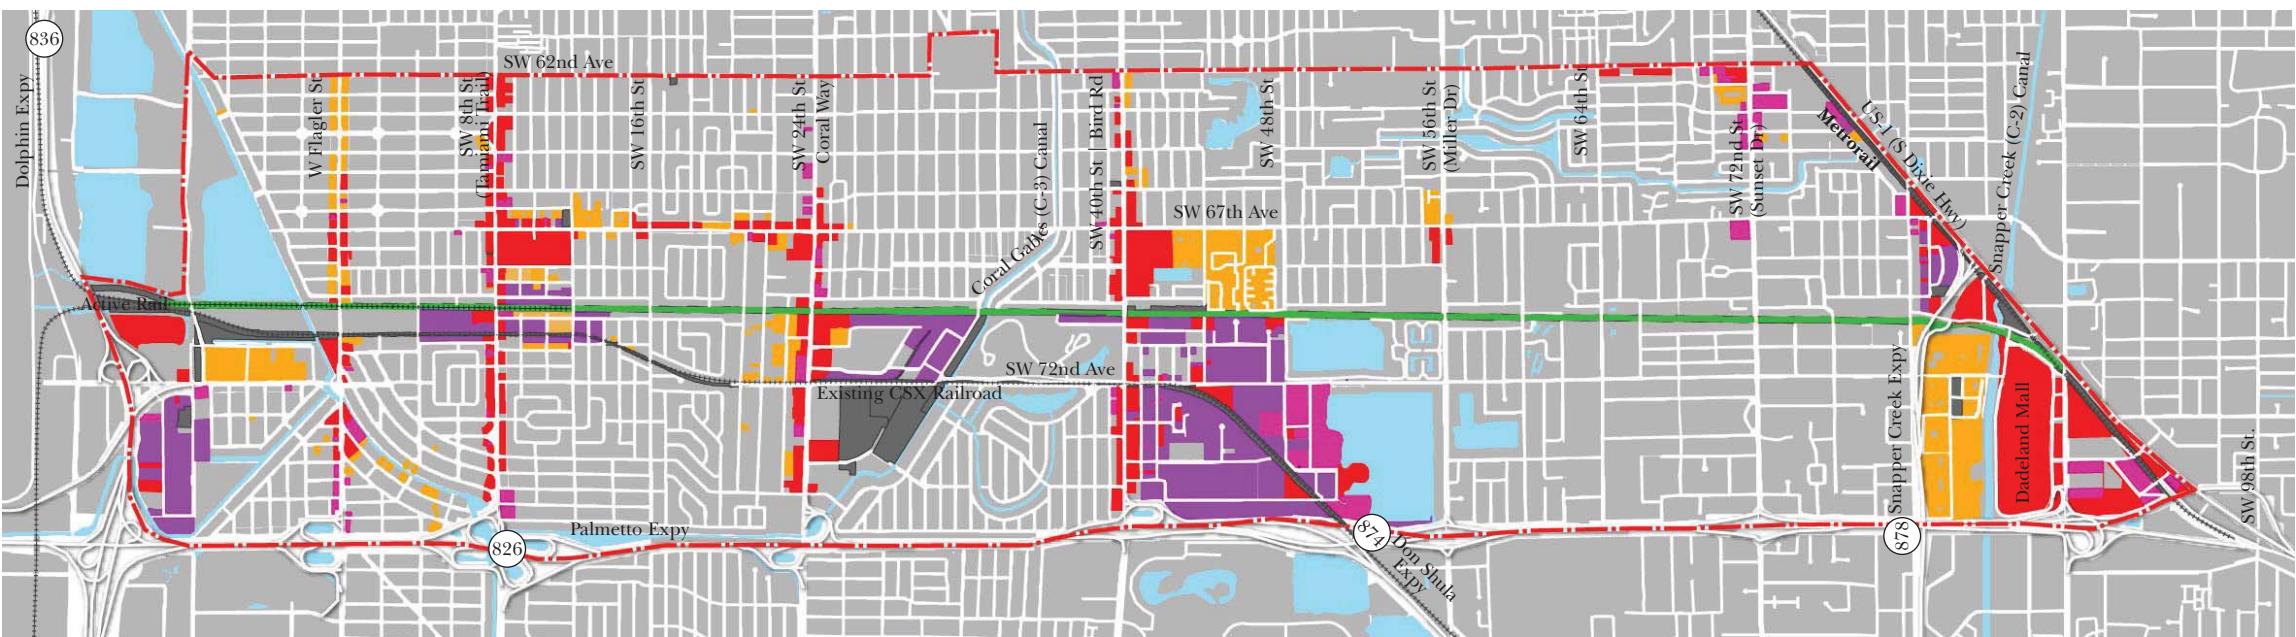 836
Dolphin Expy
W Flagler St
SW 8th St
(Tamiami Trail)
SW 62nd Ave
SW 16th St
SW 24th St
Coral Way
Coral Gables (C-3) Canal
SW 40th St | Bird Rd
SW 48th St
SW 56th St
(Miller Dr)
SW 64th St
SW 72nd St
(Sunset Dr)
Metrorail
US-1 (S Dixie Hwy)
Snapper Creek (C-2) Canal
SW 67th Ave
Active Rail
SW 72nd Ave
Existing CSX Railroad
Snapper Creek Expy
Dadeland Mall
SW 98th St.
Palmetto Expy
826
874
Don Shula
Expy
878